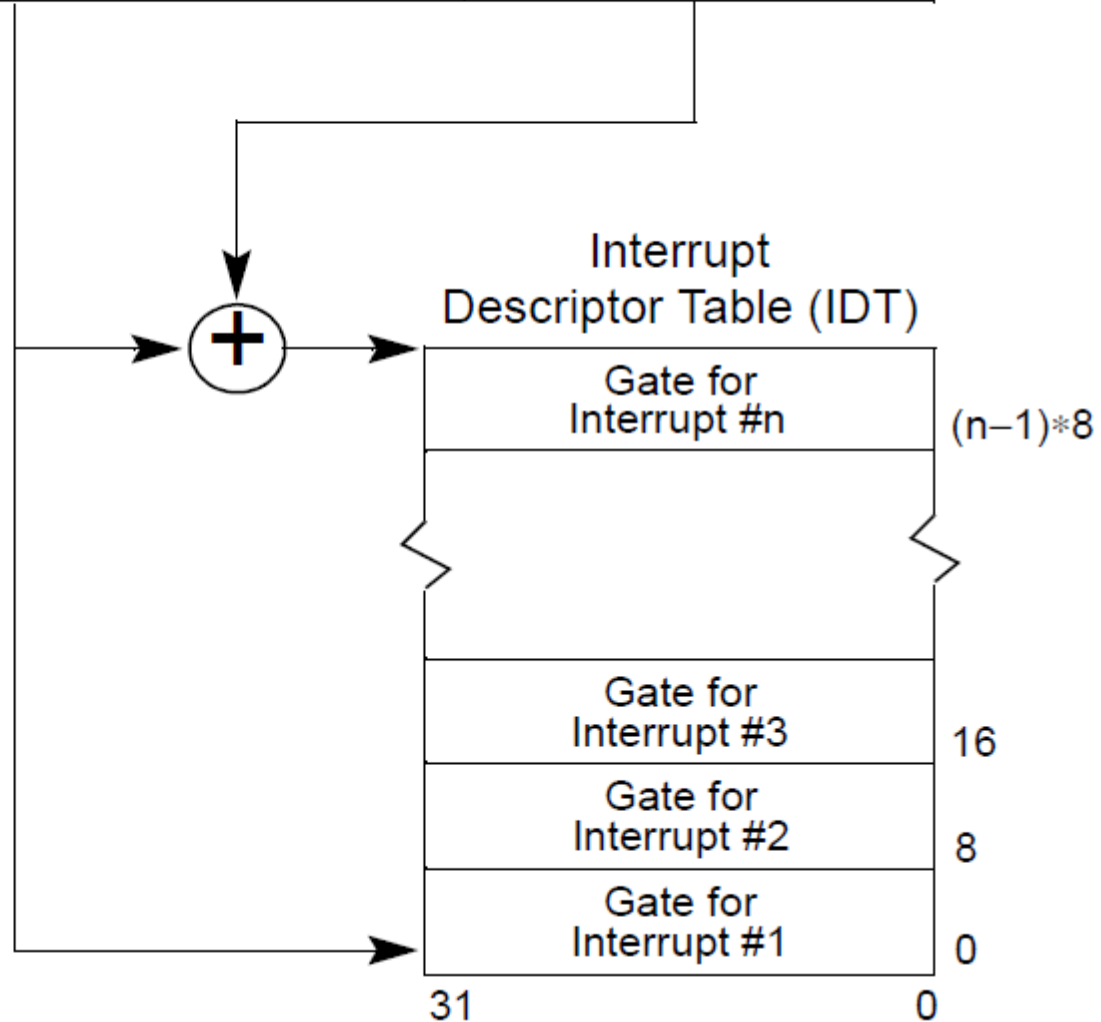 Interrupt
Descriptor Table (IDT)
+
Gate for
Interrupt #n
(n–1)*8
Gate for
Interrupt #3
16
Gate for
Interrupt #2
8
Gate for
Interrupt #1
0
31
0